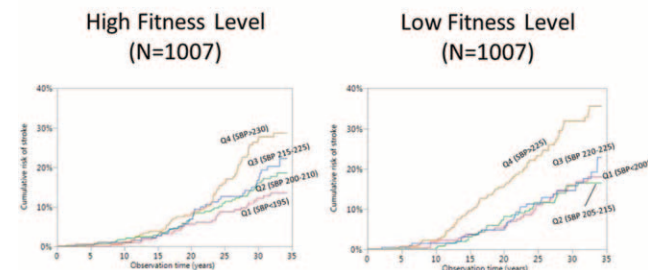 High Fitness Level
(N=1007)
40%
30%
20%
10%
0%
Cumulative risk of stroke
Q4 (SBP>230)
Q3 (SBP 215-225)
Q2 (SBP 200-210)
Q1 (SBP<195)
0 5 10 15 20 25 30 35
Observation time (years)
Low Fitness Level
(N=1007)
40%
30%
20%
10%
0%
Cumulative risk of stroke
Q4 (SBP>225)
Q3 (SBP 220-225)
Q1 (SBP<200)
Q2 (SBP 205-215)
0 5 10 15 20 25 30 35
Observation time (years)